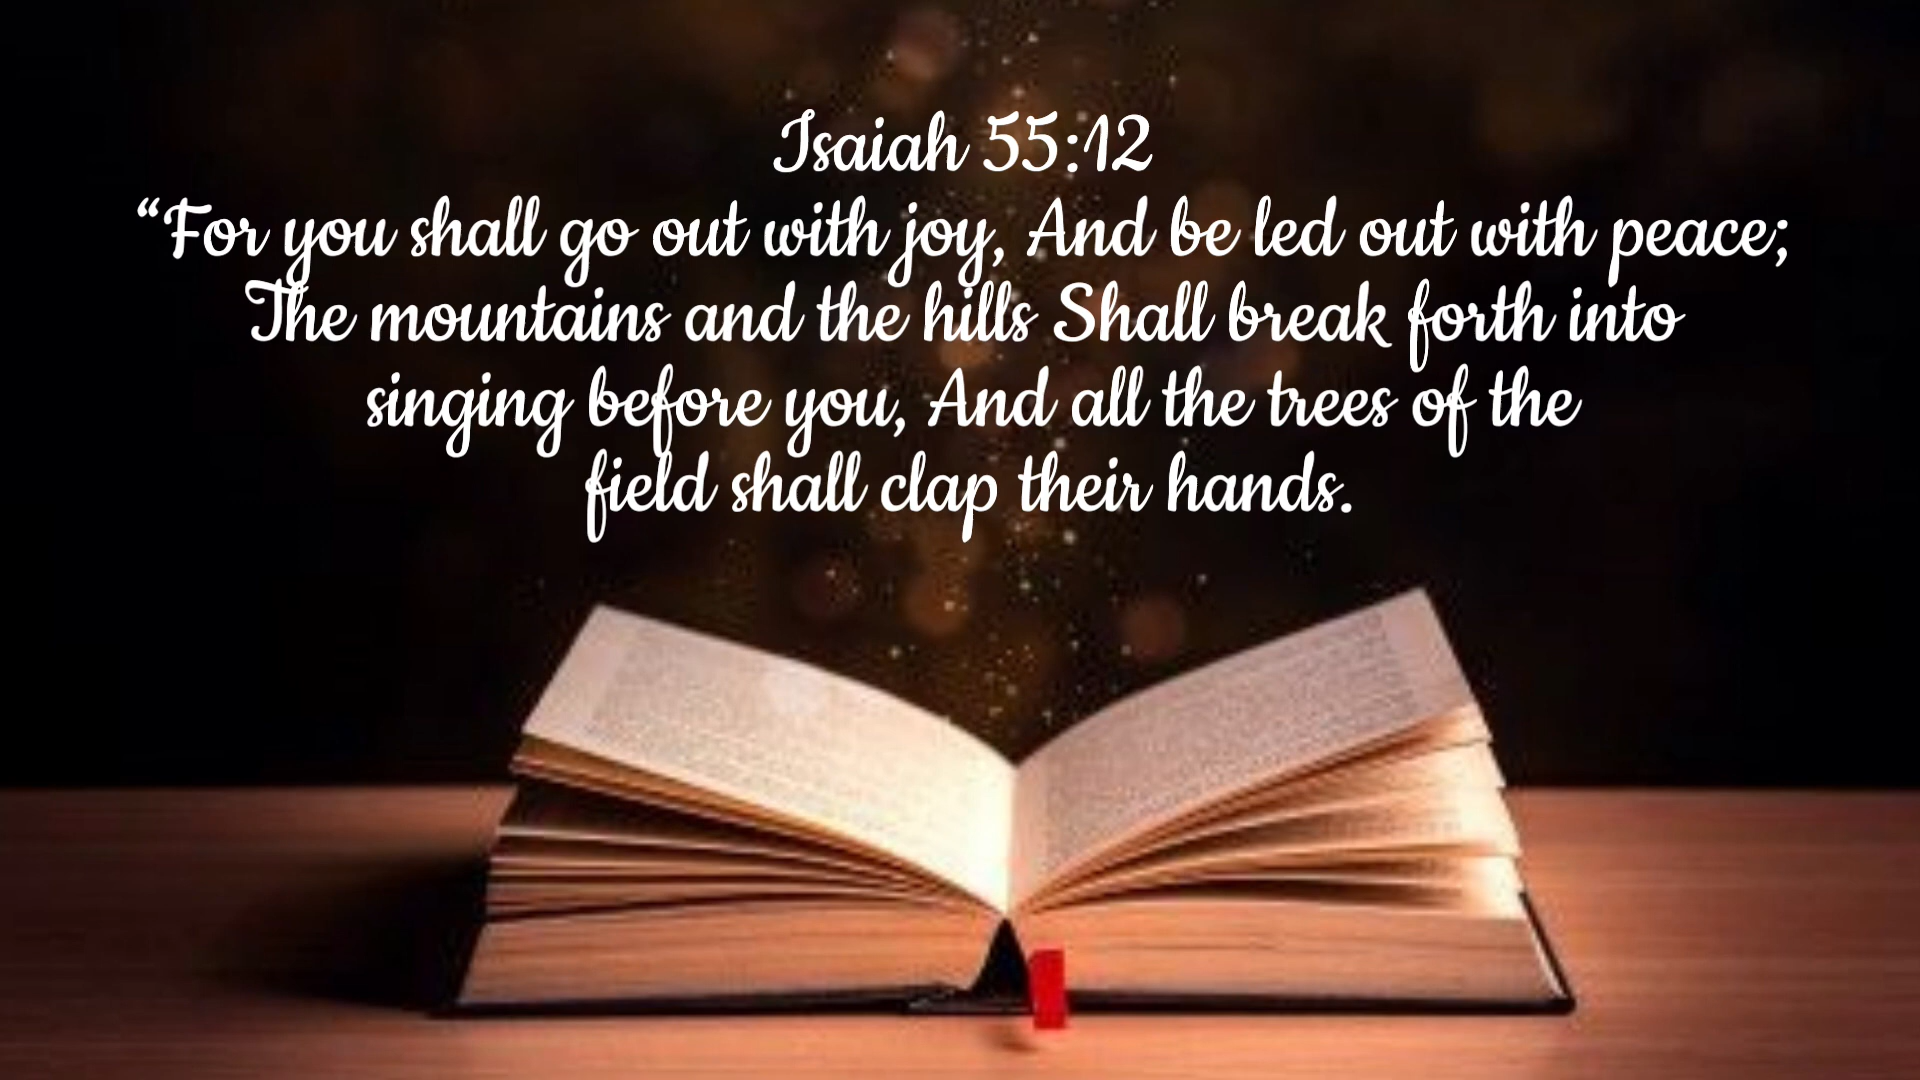 Isaiah 55:12
“For you shall go out with joy, And be led out with peace;
The mountains and the hills Shall break forth into
singing before you, And all the trees of the
field shall clap their hands.